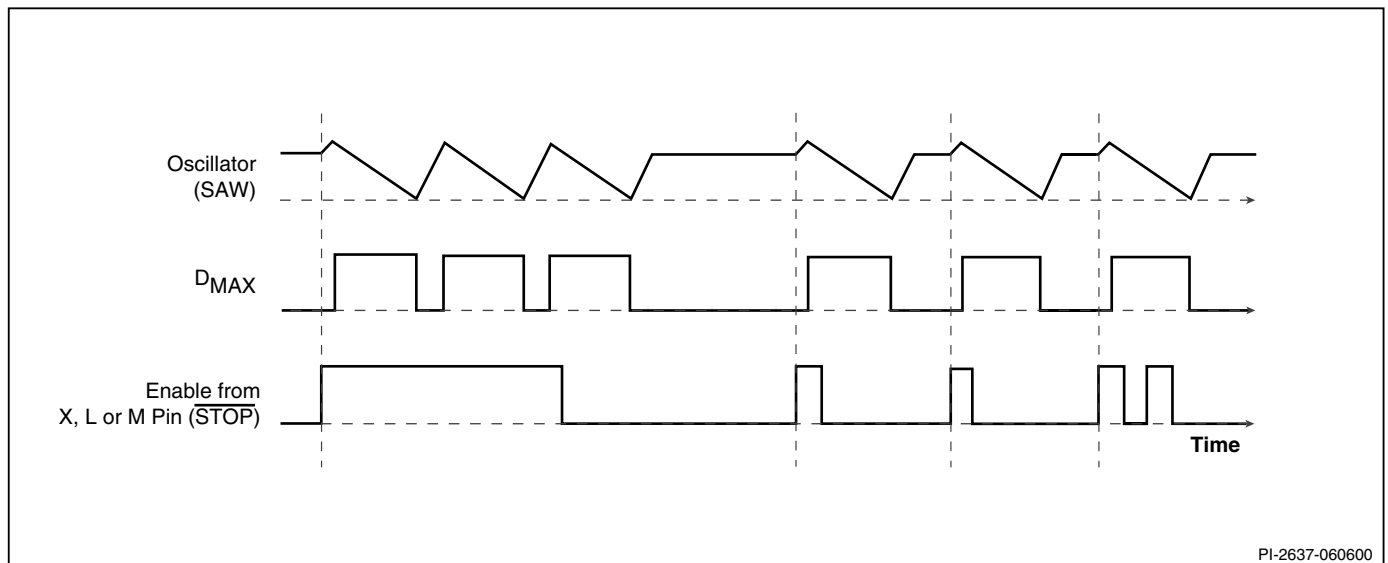 Oscillator
(SAW)
DMAX
Enable from
X, L or M Pin (STOP)
Time
PI-2637-060600